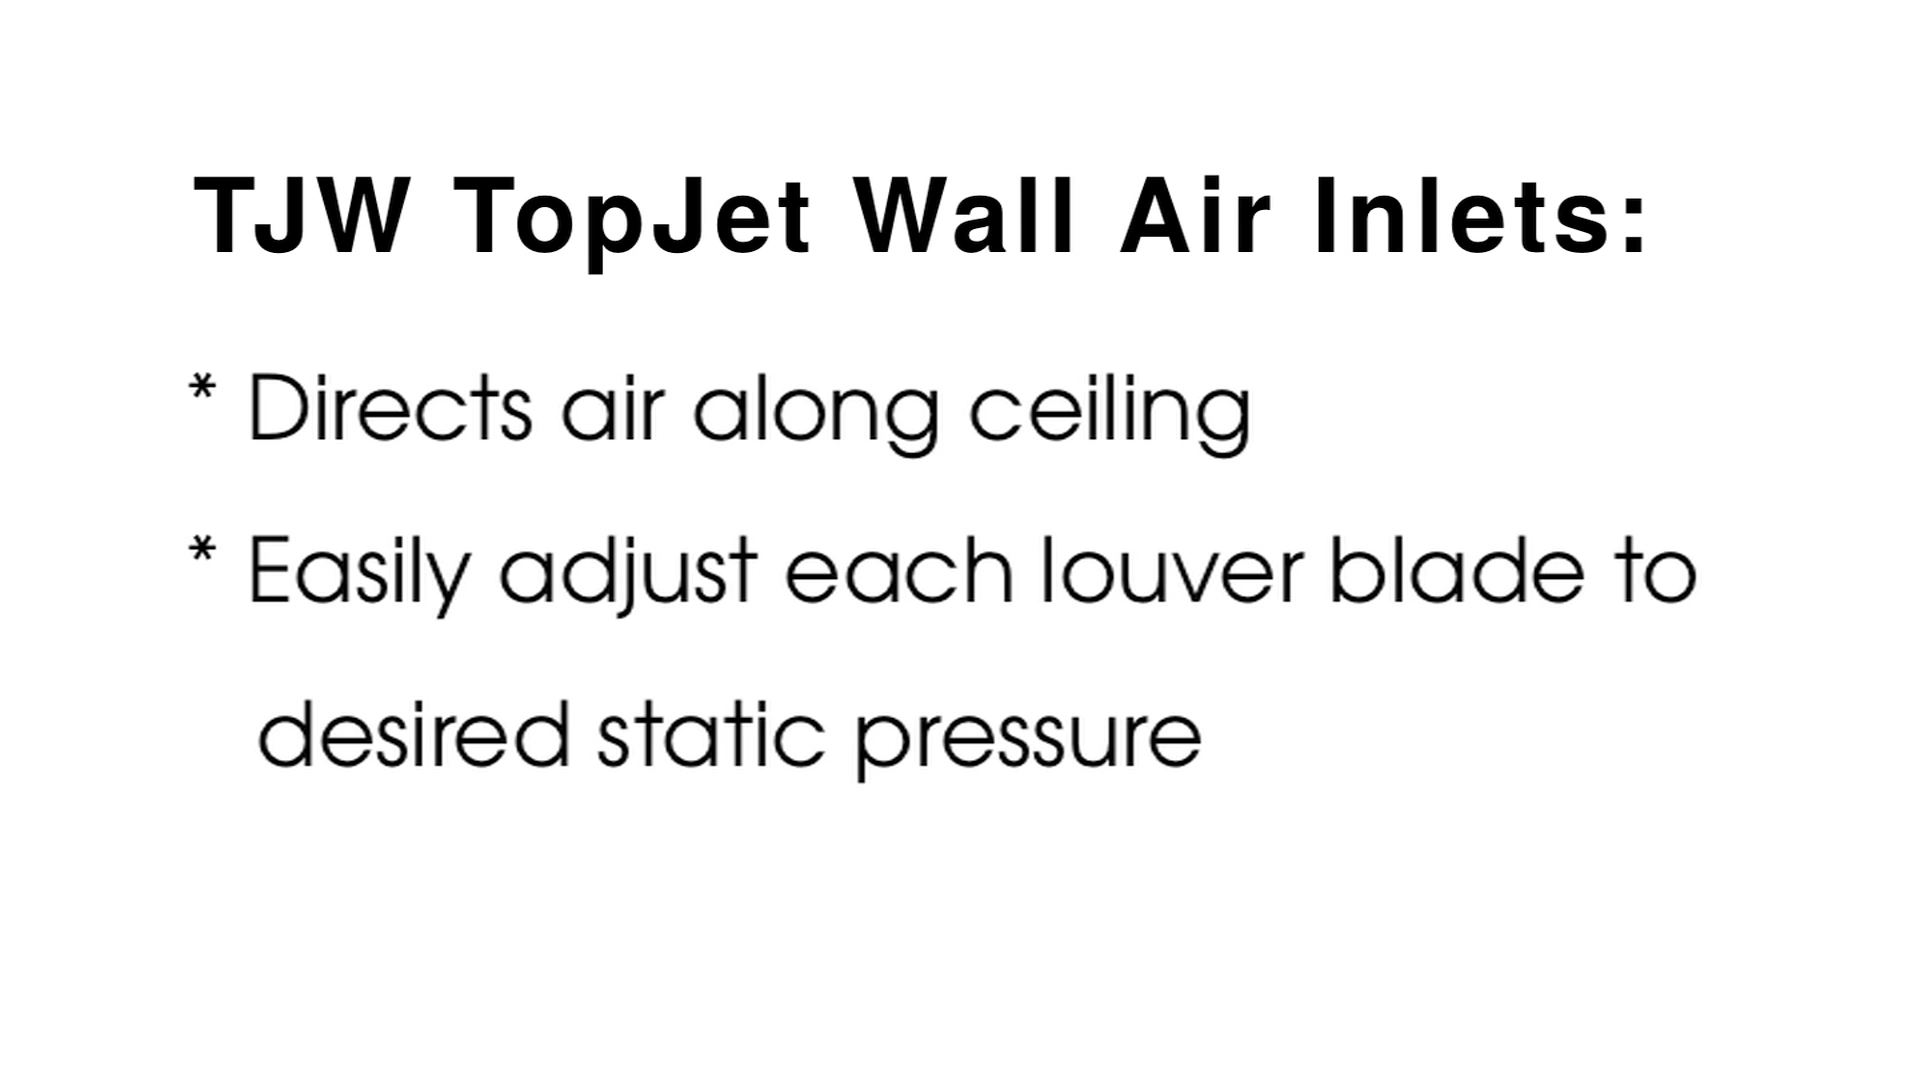 TJW TopJet Wall Air Inlets:
* Directs air along ceiling
* Easily adjust each louver blade to
desired static pressure